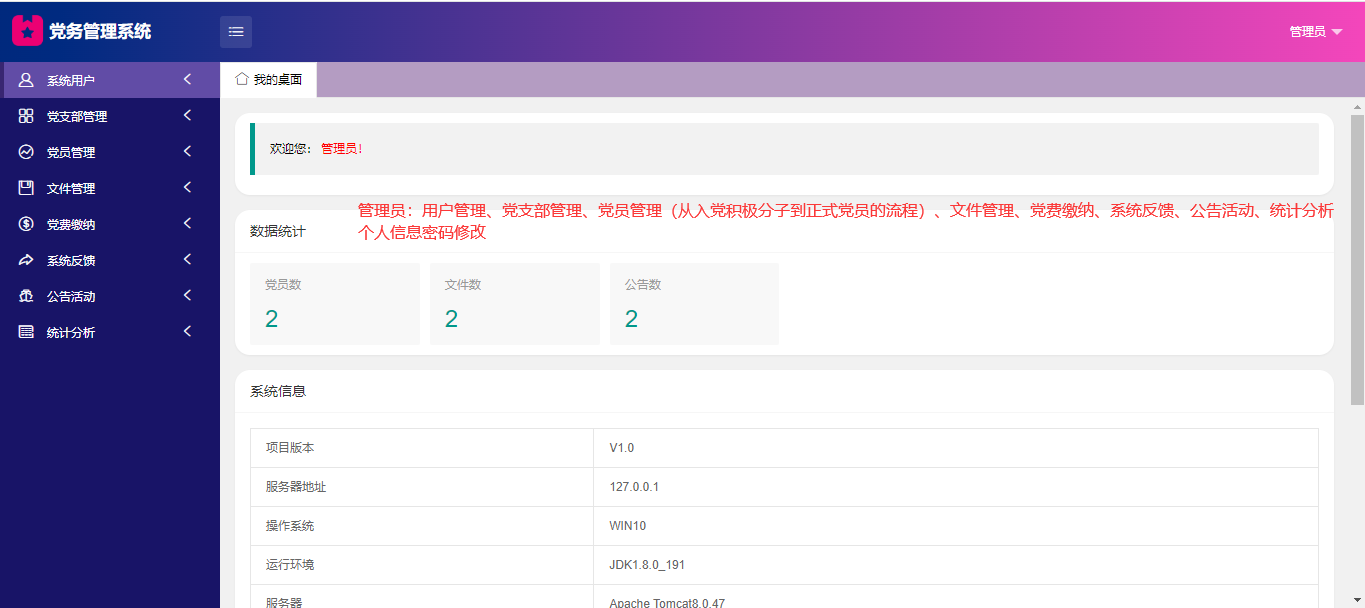 党务管理系统
管理员
系统用户
党支部管理
党员管理
文件管理
党费缴纳
系统反馈
公告活动
统计分析
我的桌面
欢迎您：管理员！
管理员：用户管理、党支部管理、党员管理（从入党积极分子到正式党员的流程）、文件管理、党费缴纳、系统反馈、公告活动、统计分析
个人信息密码修改
数据统计
党员数
2
文件数
2
公告数
2
系统信息
项目版本 V1.0
服务器地址 127.0.0.1
操作系统 WIN10
运行环境 JDK1.8.0_191
服务器 Apache Tomcat8.0.47